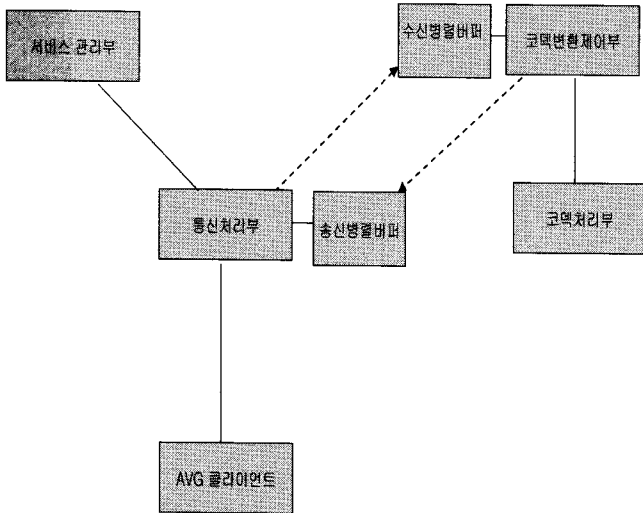 서비스 관리부
수신병렬버퍼
코덱변환제어부
통신처리부
송신병렬버퍼
코덱처리부
AVG 클라이언트